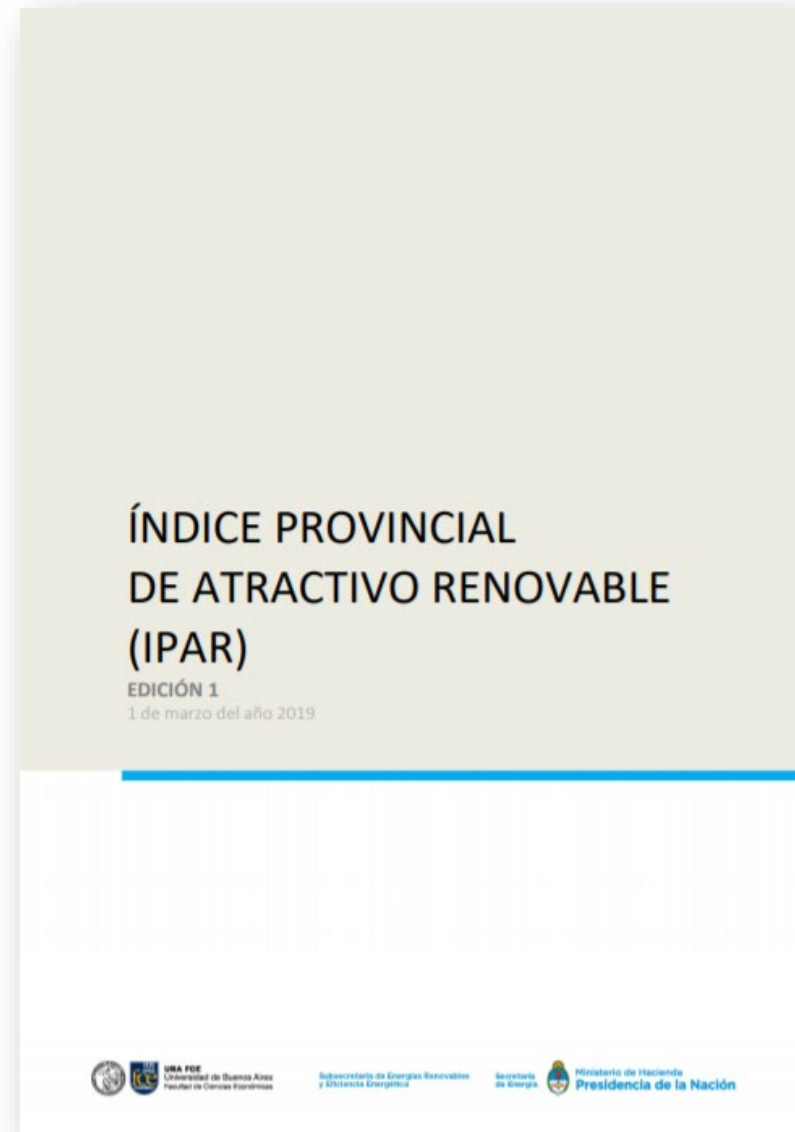 ÍNDICE PROVINCIAL
DE ATRACTIVO RENOVABLE
(IPAR)
EDICIÓN 1
1 de marzo del año 2019
UBA FCE
Universidad de Buenos Aires
Facultad de Ciencias Económicas
Subsecretaría de Energías Renovables
y Eficiencia Energética
Secretaría
de Energía
Ministerio de Hacienda
Presidencia de la Nación